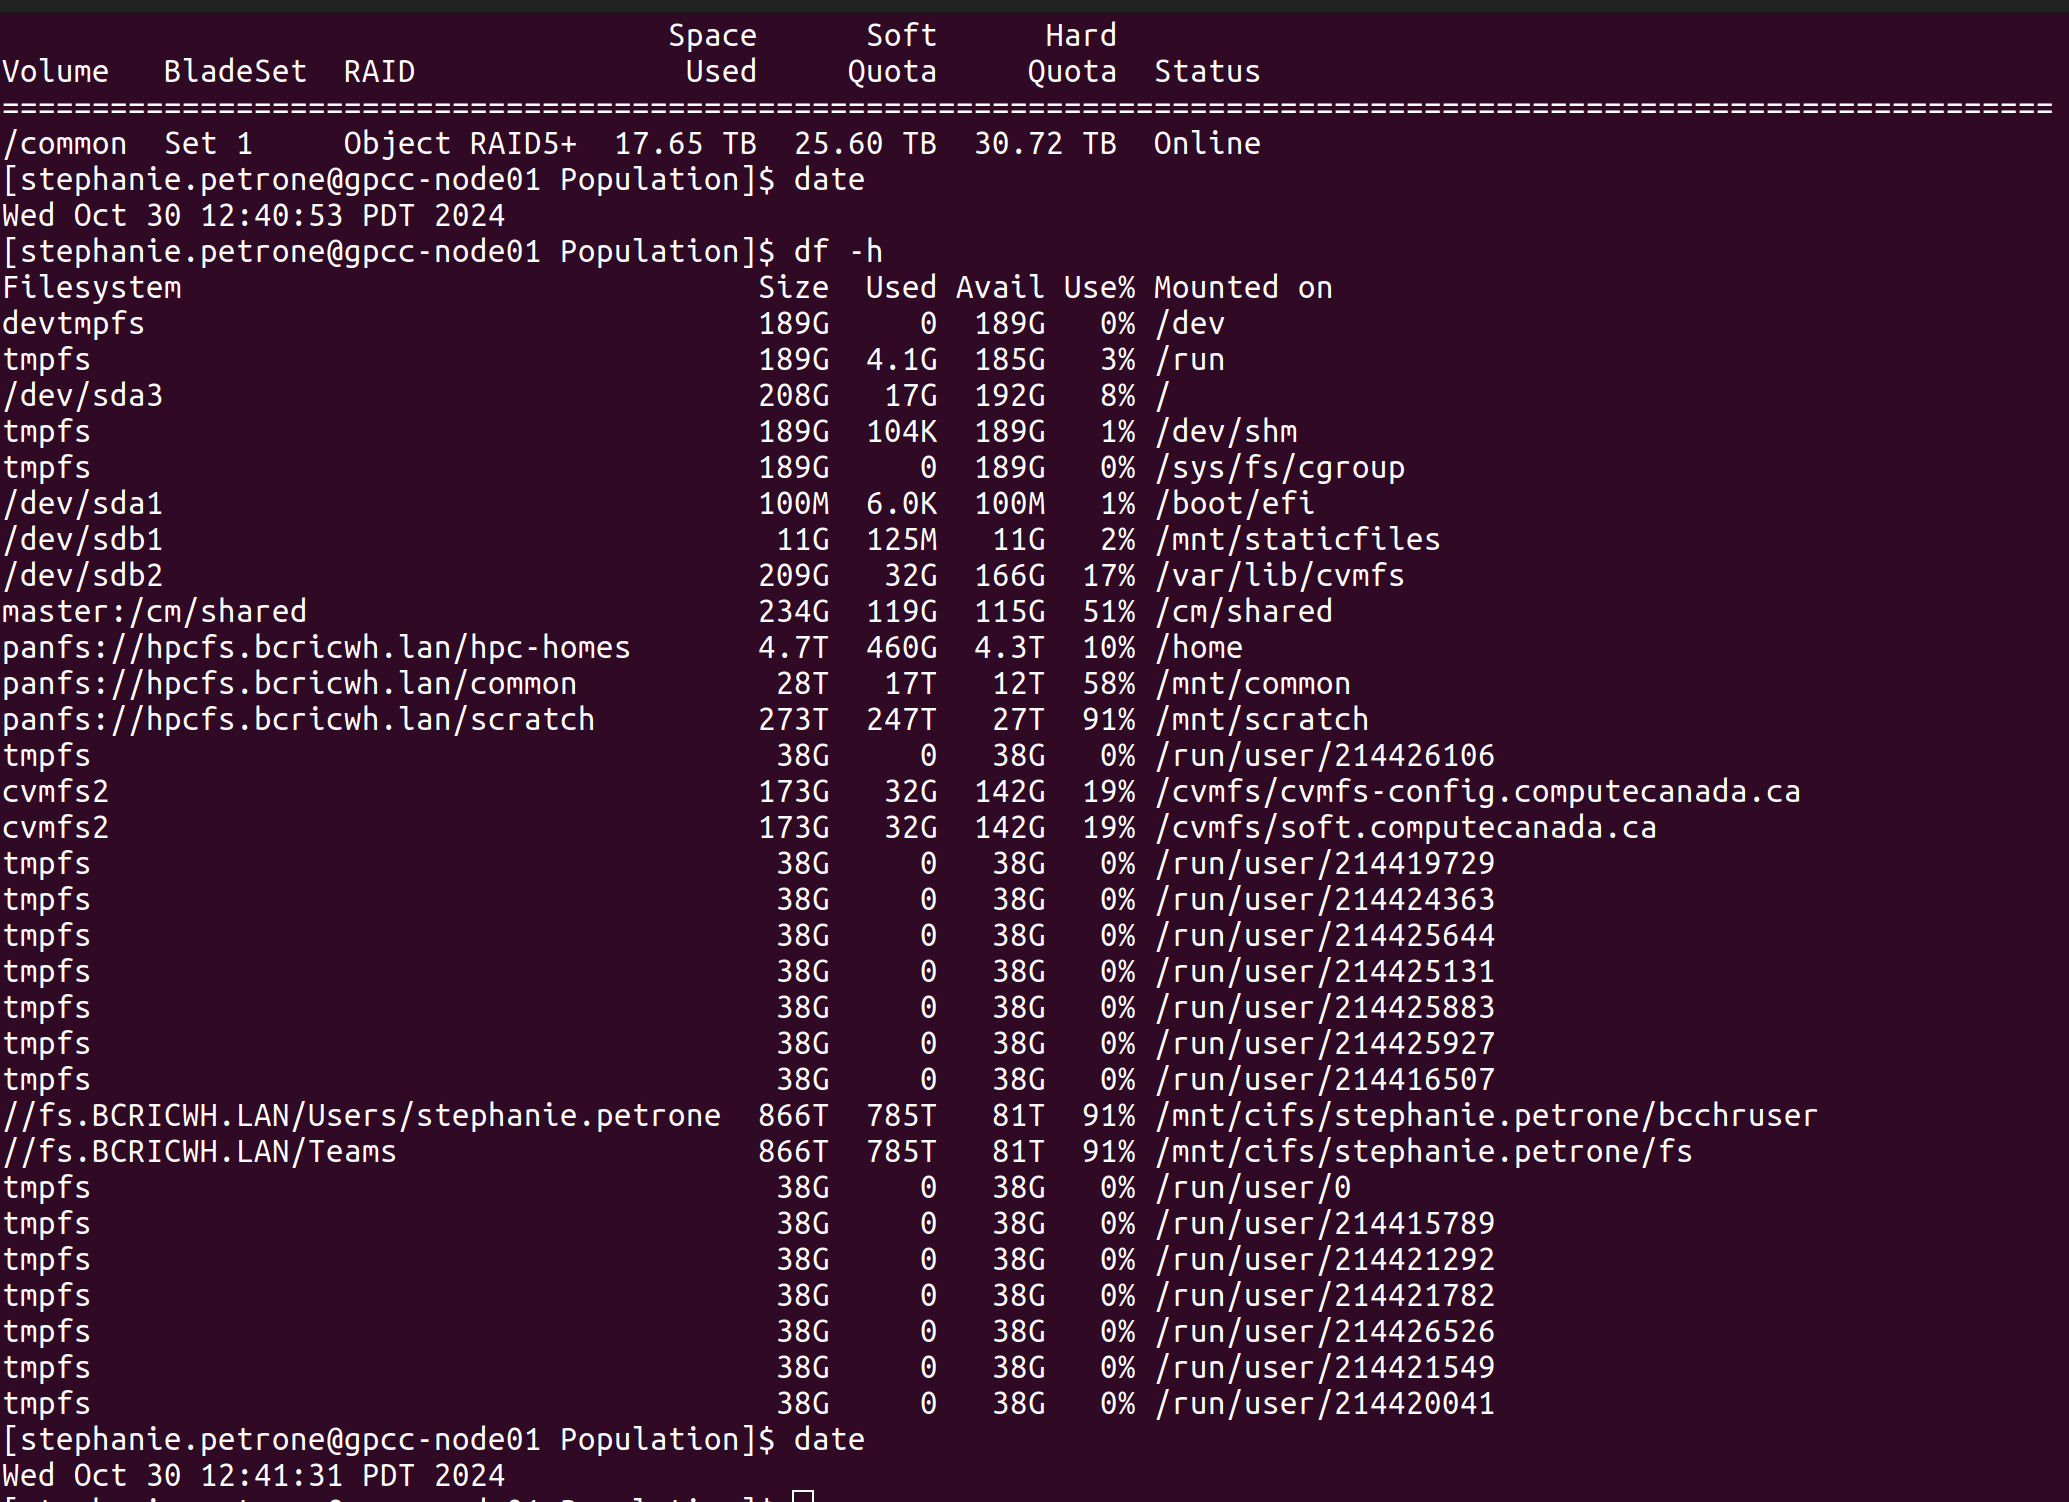 Space      Soft      Hard
Volume   BladeSet  RAID               Used     Quota     Quota  Status
==================================================================================================================
/common  Set 1     Object RAID5+  17.65 TB  25.60 TB  30.72 TB  Online
[stephanie.petrone@gpcc-node01 Population]$ date
Wed Oct 30 12:40:53 PDT 2024
[stephanie.petrone@gpcc-node01 Population]$ df -h
Filesystem                                Size  Used Avail Use% Mounted on
devtmpfs                                  189G     0  189G   0% /dev
tmpfs                                     189G  4.1G  185G   3% /run
/dev/sda3                                 208G   17G  192G   8% /
tmpfs                                     189G  104K  189G   1% /dev/shm
tmpfs                                     189G     0  189G   0% /sys/fs/cgroup
/dev/sda1                                 100M  6.0K  100M   1% /boot/efi
/dev/sdb1                                  11G  125M   11G   2% /mnt/staticfiles
/dev/sdb2                                 209G   32G  166G  17% /var/lib/cvmfs
master:/cm/shared                         234G  119G  115G  51% /cm/shared
panfs://hpcfs.bcricwh.lan/hpc-homes       4.7T  460G  4.3T  10% /home
panfs://hpcfs.bcricwh.lan/common           28T   17T   12T  58% /mnt/common
panfs://hpcfs.bcricwh.lan/scratch         273T  247T   27T  91% /mnt/scratch
tmpfs                                      38G     0   38G   0% /run/user/214426106
cvmfs2                                    173G   32G  142G  19% /cvmfs/cvmfs-config.computecanada.ca
cvmfs2                                    173G   32G  142G  19% /cvmfs/soft.computecanada.ca
tmpfs                                      38G     0   38G   0% /run/user/214419729
tmpfs                                      38G     0   38G   0% /run/user/214424363
tmpfs                                      38G     0   38G   0% /run/user/214425644
tmpfs                                      38G     0   38G   0% /run/user/214425131
tmpfs                                      38G     0   38G   0% /run/user/214425883
tmpfs                                      38G     0   38G   0% /run/user/214425927
tmpfs                                      38G     0   38G   0% /run/user/214416507
//fs.BCRICWH.LAN/Users/stephanie.petrone  866T  785T   81T  91% /mnt/cifs/stephanie.petrone/bcchruser
//fs.BCRICWH.LAN/Teams                    866T  785T   81T  91% /mnt/cifs/stephanie.petrone/fs
tmpfs                                      38G     0   38G   0% /run/user/0
tmpfs                                      38G     0   38G   0% /run/user/214415789
tmpfs                                      38G     0   38G   0% /run/user/214421292
tmpfs                                      38G     0   38G   0% /run/user/214421782
tmpfs                                      38G     0   38G   0% /run/user/214426526
tmpfs                                      38G     0   38G   0% /run/user/214421549
tmpfs                                      38G     0   38G   0% /run/user/214420041
[stephanie.petrone@gpcc-node01 Population]$ date
Wed Oct 30 12:41:31 PDT 2024